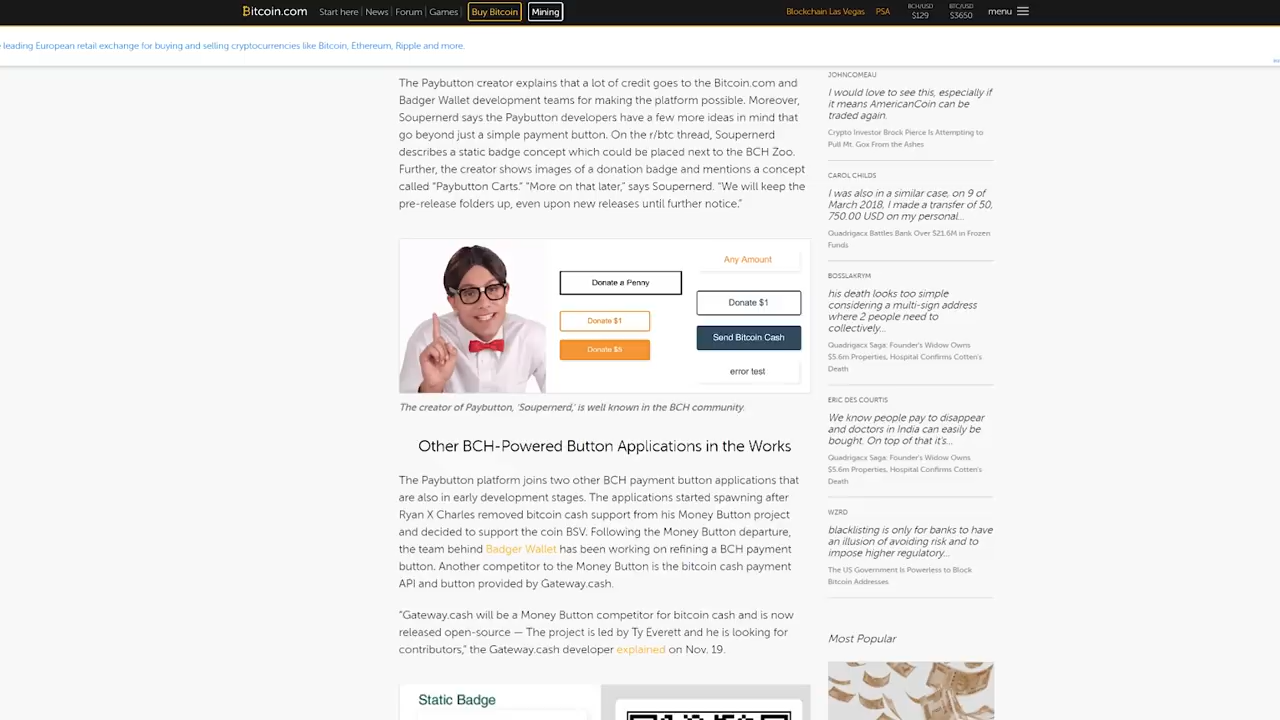 Bitcoin.com Start here News Forum Games Buy Bitcoin Mining Blockchain Las Vegas PSA BCH/USD $129 BTC/USD $3650 menu
leading European retail exchange for buying and selling cryptocurrencies like Bitcoin, Ethereum, Ripple and more.
The Paybutton creator explains that a lot of credit goes to the Bitcoin.com and
Badger Wallet development teams for making the platform possible. Moreover,
Soupernerd says the Paybutton developers have a few more ideas in mind that
go beyond just a simple payment button. On the r/btc thread, Soupernerd
describes a static badge concept which could be placed next to the BCH Zoo.
Further, the creator shows images of a donation badge and mentions a concept
called "Paybutton Carts." "More on that later," says Soupernerd. "We will keep the
pre-release folders up, even upon new releases until further notice."
Any Amount
Donate a Penny
Donate $1
Donate $1
Send Bitcoin Cash
Donate $5
error test
The creator of Paybutton, 'Soupernerd,' is well known in the BCH community.
Other BCH-Powered Button Applications in the Works
The Paybutton platform joins two other BCH payment button applications that
are also in early development stages. The applications started spawning after
Ryan X Charles removed bitcoin cash support from his Money Button project
and decided to support the coin BSV. Following the Money Button departure,
the team behind Badger Wallet has been working on refining a BCH payment
button. Another competitor to the Money Button is the bitcoin cash payment
API and button provided by Gateway.cash.
"Gateway.cash will be a Money Button competitor for bitcoin cash and is now
released open-source — The project is led by Ty Everett and he is looking for
contributors," the Gateway.cash developer explained on Nov. 19.
Static Badge
JOHNCOMEAU
I would love to see this, especially if
it means AmericanCoin can be
traded again.
Crypto Investor Brock Pierce Is Attempting to
Pull Mt. Gox From the Ashes
CAROL CHILDS
I was also in a similar case, on 9 of
March 2018, I made a transfer of 50,
750.00 USD on my personal...
Quadrigacx Battles Bank Over $21.6M in Frozen
Funds
BOSSLAKRYM
his death looks too simple
considering a multi-sign address
where 2 people need to
collectively...
Quadrigacx Saga: Founder's Widow Owns
$5.6m Properties, Hospital Confirms Cotten's
Death
ERIC DES COURTIS
We know people pay to disappear
and doctors in India can easily be
bought. On top of that it's...
Quadrigacx Saga: Founder's Widow Owns
$5.6m Properties, Hospital Confirms Cotten's
Death
WZRD
blacklisting is only for banks to have
an illusion of avoiding risk and to
impose higher regulatory...
The US Government Is Powerless to Block
Bitcoin Addresses
Most Popular